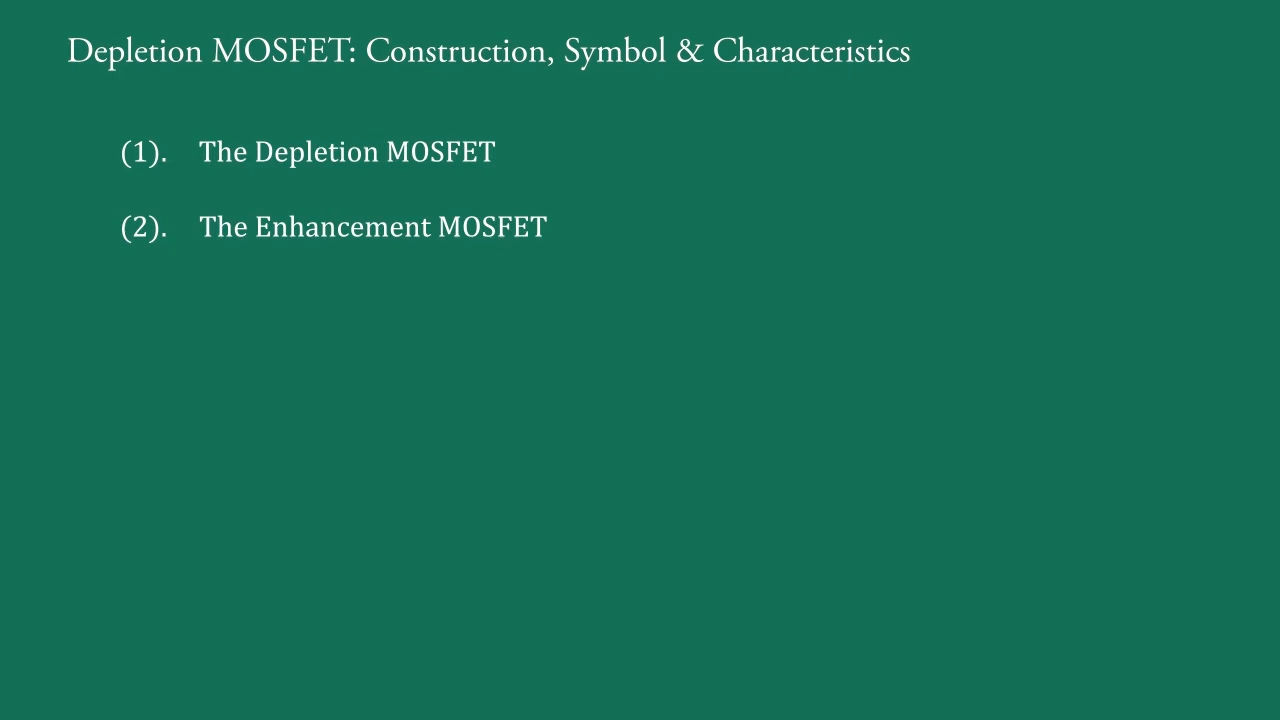 Depletion MOSFET: Construction, Symbol & Characteristics
(1). The Depletion MOSFET
(2). The Enhancement MOSFET